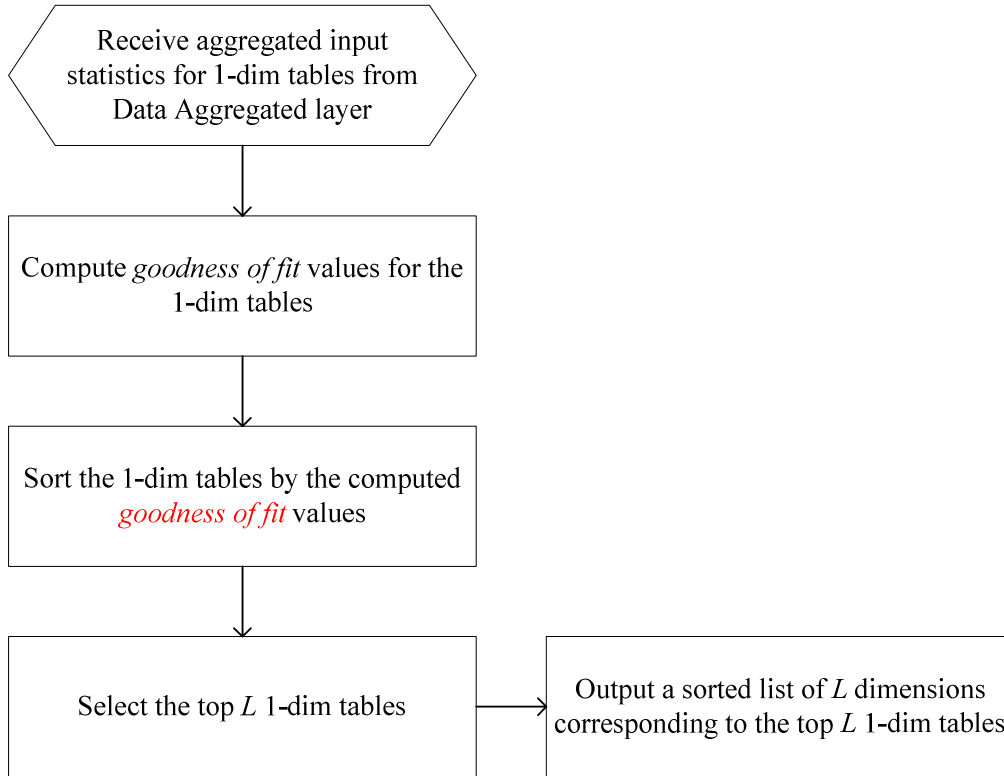 Receive aggregated input
statistics for 1-dim tables from
Data Aggregated layer
Compute goodness of fit values for the
1-dim tables
Sort the 1-dim tables by the computed
goodness of fit values
Select the top L 1-dim tables
Output a sorted list of L dimensions
corresponding to the top L 1-dim tables